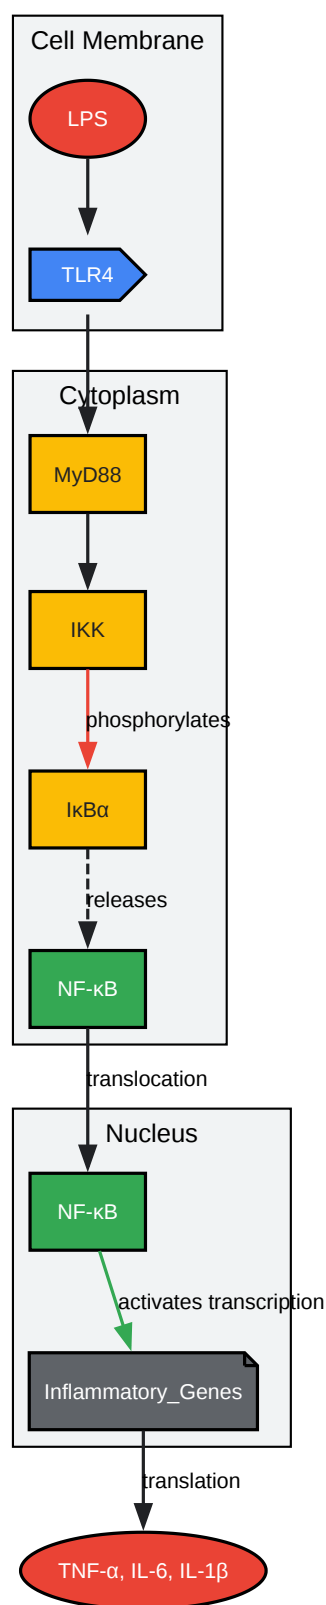 Cell Membrane
LPS
TLR4
Cytoplasm
MyD88
IKK
phosphorylates
IκBα
releases
NF-κB
translocation
Nucleus
NF-κB
activates transcription
Inflammatory_Genes
translation
TNF-α, IL-6, IL-1β